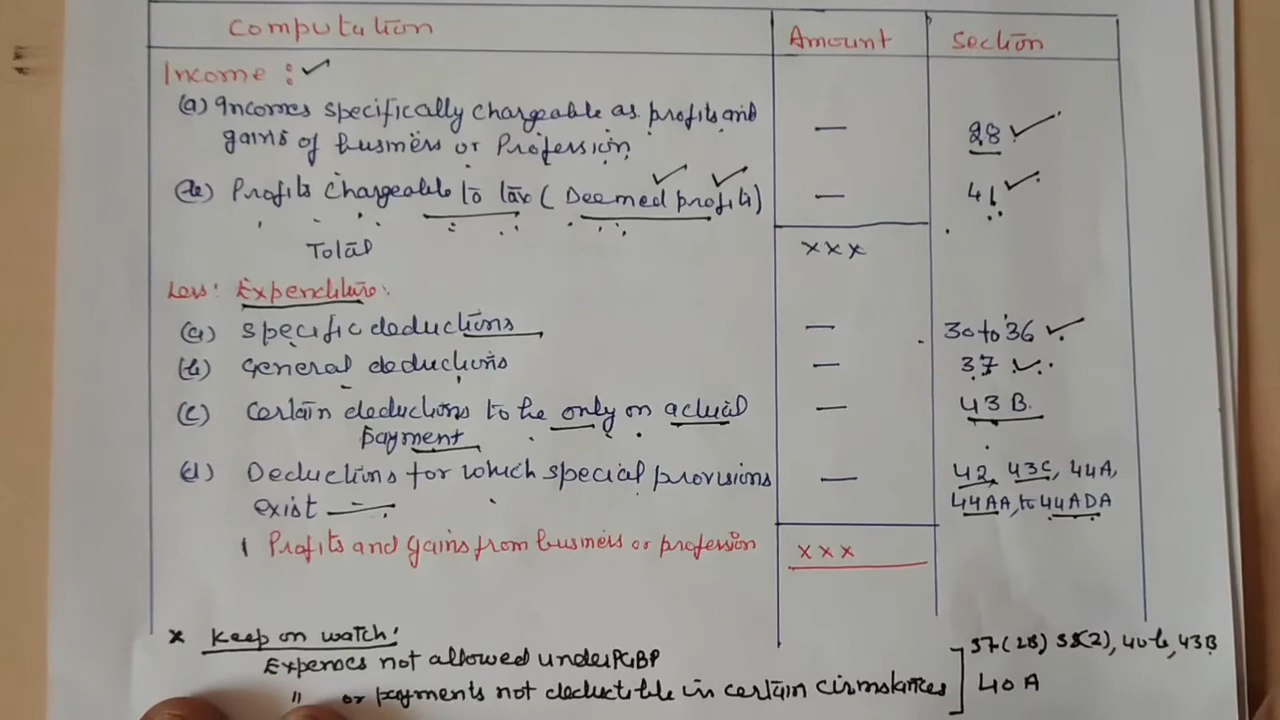 Computation Amount Section
Income :
(a) Incomes specifically chargeable as profits and
gains of business or Profession — 28
(b) Profits chargeable to tax (Deemed profits) — 41
Total xxx
Less: Expenditure:
(a) specific deductions — 30 to 36
(b) General deductions — 37
(c) Certain deductions to be only on actual — 43B.
payment
(d) Deductions for which special provisions — 42, 43C, 44A,
exist — 44AA, to 44ADA
Profits and gains from business or profession xxx
x Keep on watch!
Expenses not allowed under PGBP 37(2B) 58(2), 40b, 43B
" or payments not deductible in certain circumstances 40A